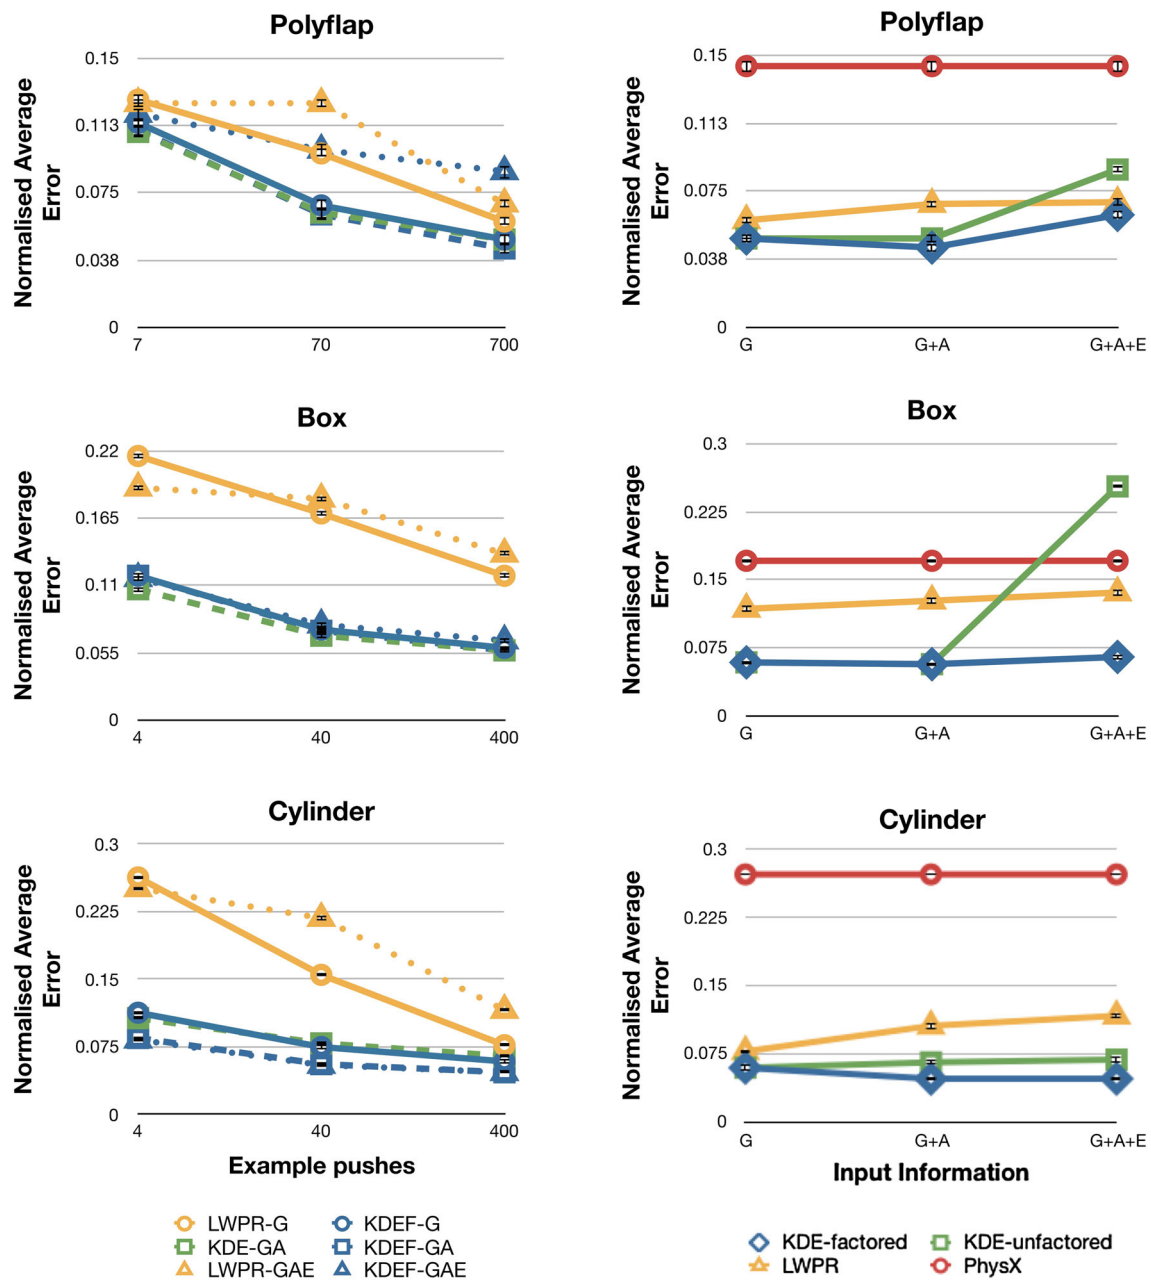 Polyflap
Normalised Average
Error
0.15
0.113
0.075
0.038
0
7
70
700
Polyflap
Normalised Average
Error
0.15
0.113
0.075
0.038
0
G
G+A
G+A+E
Box
Normalised Average
Error
0.22
0.165
0.11
0.055
0
4
40
400
Box
Normalised Average
Error
0.3
0.225
0.15
0.075
0
G
G+A
G+A+E
Cylinder
Normalised Average
Error
0.3
0.225
0.15
0.075
0
4
40
400
Example pushes
Cylinder
Normalised Average
Error
0.3
0.225
0.15
0.075
0
G
G+A
G+A+E
Input Information
LWPR-G
KDEF-G
KDE-GA
KDEF-GA
LWPR-GAE
KDEF-GAE
KDE-factored
KDE-unfactored
LWPR
PhysX